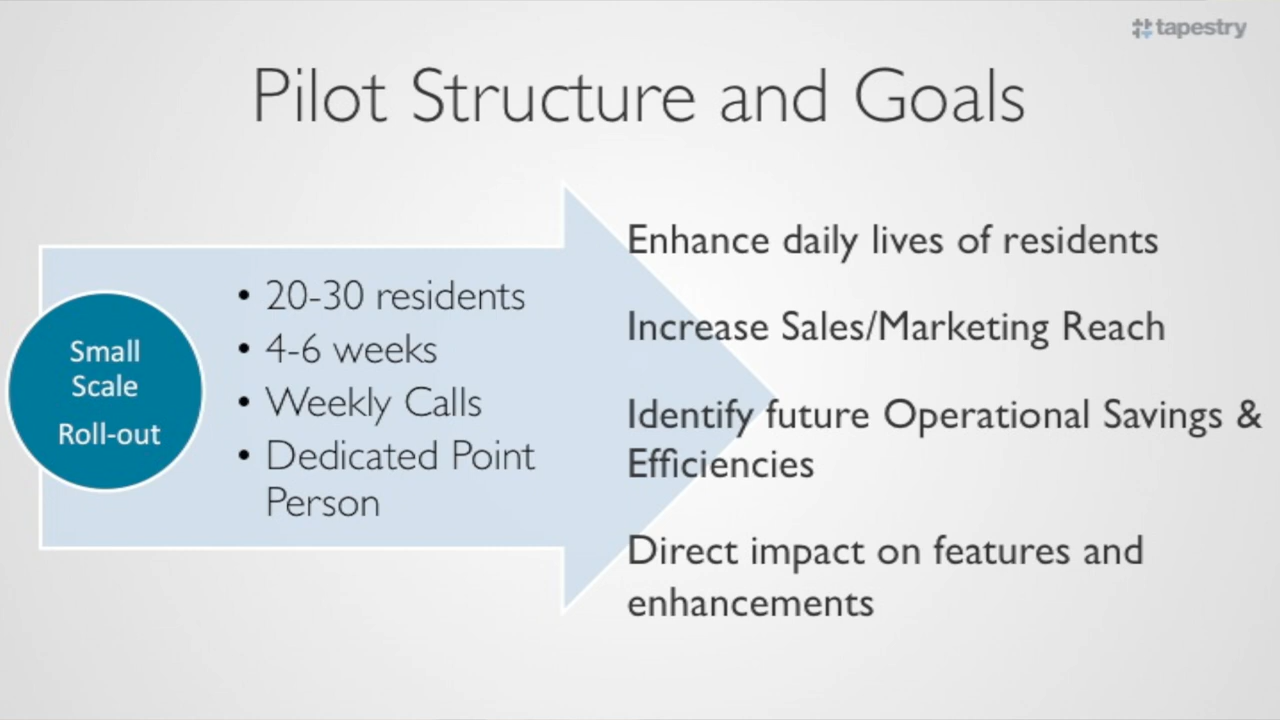 tapestry
Pilot Structure and Goals
Small
Scale
Roll-out
• 20-30 residents
• 4-6 weeks
• Weekly Calls
• Dedicated Point
Person
Enhance daily lives of residents
Increase Sales/Marketing Reach
Identify future Operational Savings &
Efficiencies
Direct impact on features and
enhancements